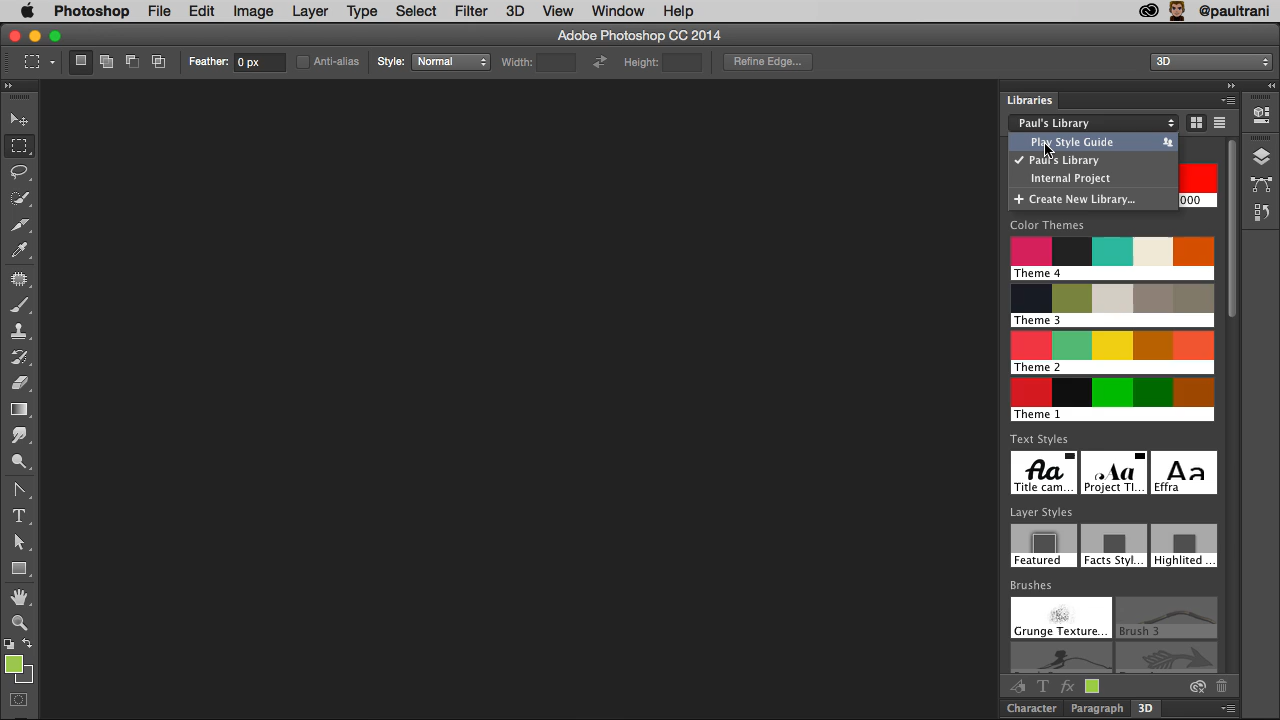 Photoshop File Edit Image Layer Type Select Filter 3D View Window Help @paultrani
Adobe Photoshop CC 2014
Feather: 0 px Anti-alias Style: Normal Width: Height: Refine Edge... 3D
Libraries
Paul's Library
Play Style Guide
Paul's Library
Internal Project
000
Create New Library...
Color Themes
Theme 4
Theme 3
Theme 2
Theme 1
Text Styles
Aa Aa Aa
Title cam... Project TI... Effra
Layer Styles
Featured Facts Styl... Highlited ...
Brushes
Grunge Texture... Brush 3
T fx
T
Character Paragraph 3D